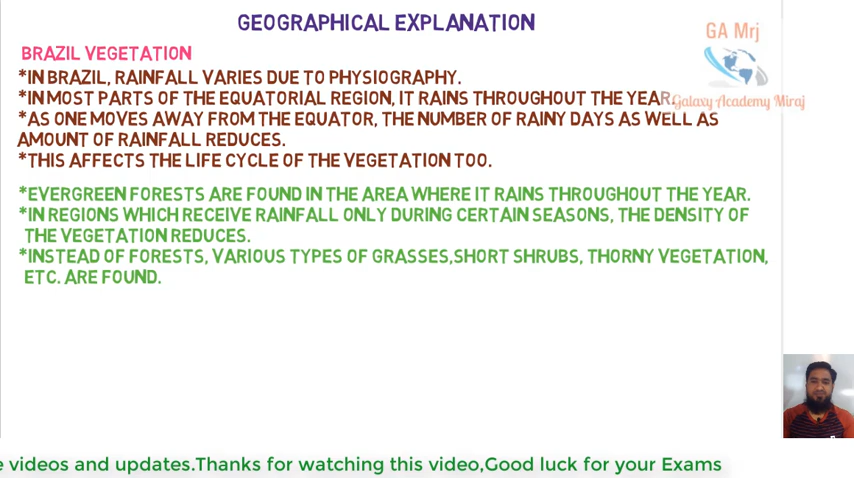 GEOGRAPHICAL EXPLANATION
GA Mrj
BRAZIL VEGETATION
*IN BRAZIL, RAINFALL VARIES DUE TO PHYSIOGRAPHY.
*IN MOST PARTS OF THE EQUATORIAL REGION, IT RAINS THROUGHOUT THE YEAR.
Galaxy Academy Miraj
*AS ONE MOVES AWAY FROM THE EQUATOR, THE NUMBER OF RAINY DAYS AS WELL AS
AMOUNT OF RAINFALL REDUCES.
*THIS AFFECTS THE LIFE CYCLE OF THE VEGETATION TOO.
*EVERGREEN FORESTS ARE FOUND IN THE AREA WHERE IT RAINS THROUGHOUT THE YEAR.
*IN REGIONS WHICH RECEIVE RAINFALL ONLY DURING CERTAIN SEASONS, THE DENSITY OF
THE VEGETATION REDUCES.
*INSTEAD OF FORESTS, VARIOUS TYPES OF GRASSES,SHORT SHRUBS, THORNY VEGETATION,
ETC. ARE FOUND.
e videos and updates.Thanks for watching this video,Good luck for your Exams